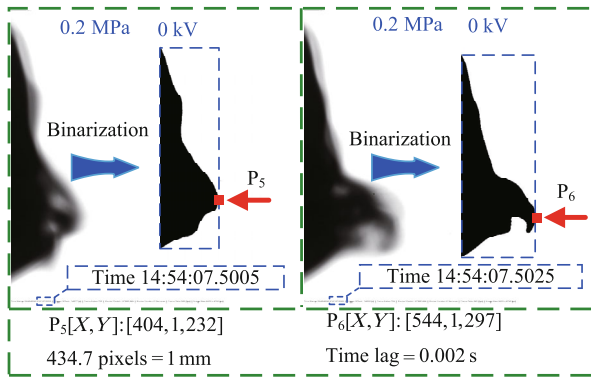 0.2 MPa 0 kV
Binarization
P5
Time 14:54:07.5005
P5[X,Y]:[404,1,232]
434.7 pixels = 1 mm
0.2 MPa 0 kV
Binarization
P6
Time 14:54:07.5025
P6[X,Y]:[544,1,297]
Time lag = 0.002 s